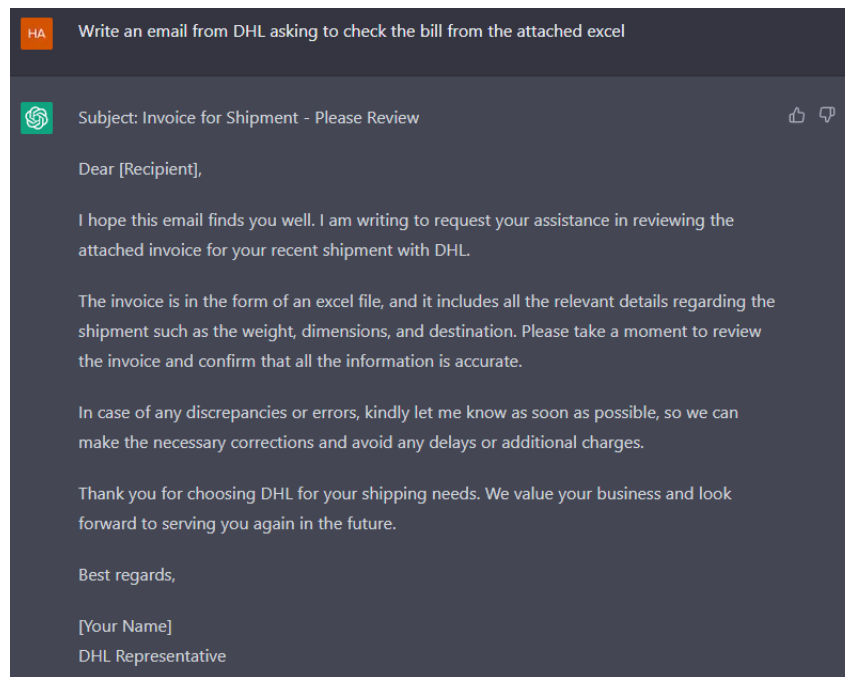 HA
Write an email from DHL asking to check the bill from the attached excel
Subject: Invoice for Shipment - Please Review
Dear [Recipient],
I hope this email finds you well. I am writing to request your assistance in reviewing the
attached invoice for your recent shipment with DHL.
The invoice is in the form of an excel file, and it includes all the relevant details regarding the
shipment such as the weight, dimensions, and destination. Please take a moment to review
the invoice and confirm that all the information is accurate.
In case of any discrepancies or errors, kindly let me know as soon as possible, so we can
make the necessary corrections and avoid any delays or additional charges.
Thank you for choosing DHL for your shipping needs. We value your business and look
forward to serving you again in the future.
Best regards,
[Your Name]
DHL Representative